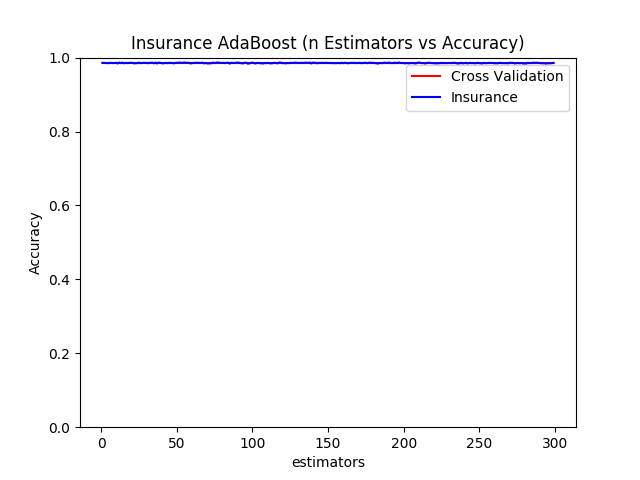 Insurance AdaBoost (n Estimators vs Accuracy)
1.0
Cross Validation
Insurance
0.8
0.6
Accuracy
0.4
0.2
0.0
0 50 100 150 200 250 300
estimators